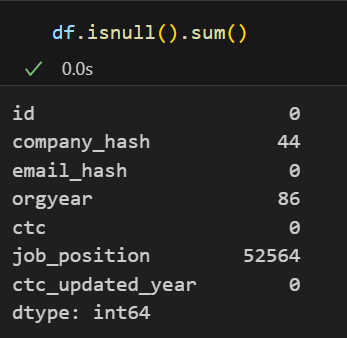 df.isnull().sum()
0.0s
id 0
company_hash 44
email_hash 0
orgyear 86
ctc 0
job_position 52564
ctc_updated_year 0
dtype: int64